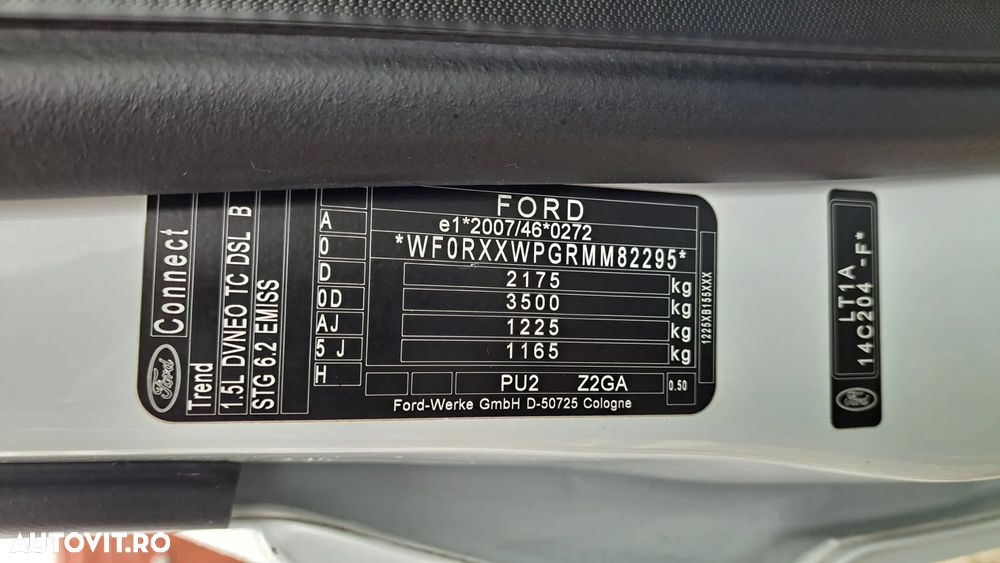 FORD
e1*2007/46*0272
*WF0RXXWPGRMM82295*
2175 kg
3500 kg
1225 kg
1165 kg
PU2 Z2GA 0.50
Ford-Werke GmbH D-50725 Cologne
1225XB155XXX
A
0
D
0D
AJ
5 J
H
Ford Connect
Trend
1.5L DVNEO TC DSL B
STG 6.2 EMISS
Ford
LT1A
14C204 -F*
AUTOVIT.RO